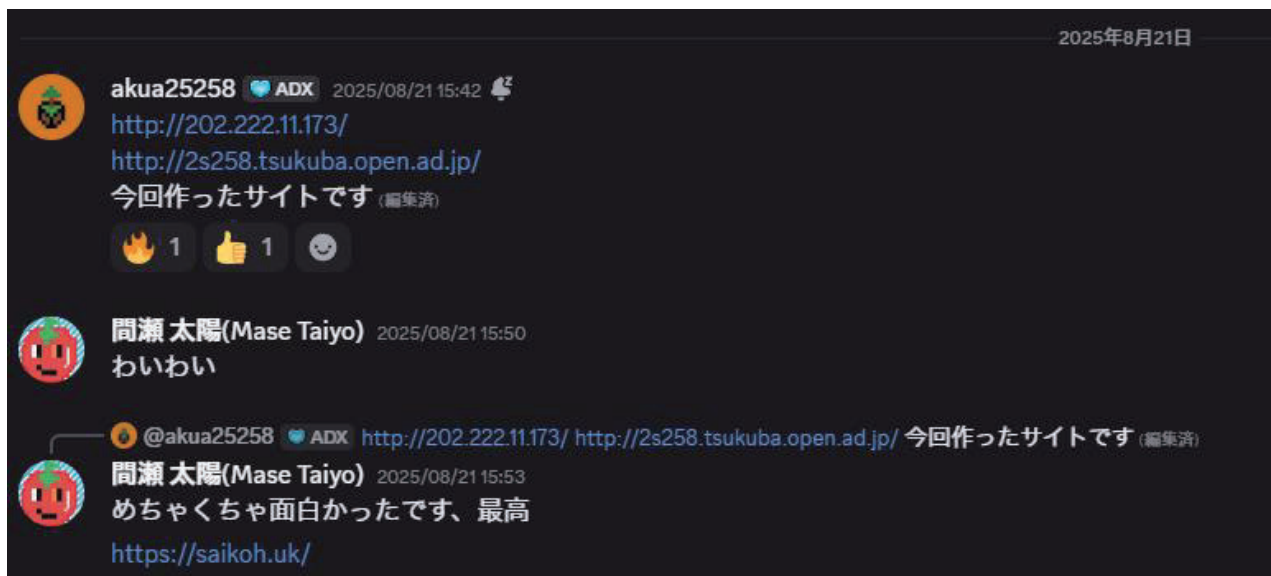 2025年8月21日
akua25258 ADX 2025/08/21 15:42
http://202.222.11.173/
http://2s258.tsukuba.open.ad.jp/
今回作ったサイトです (編集済)
1 1
間瀬 太陽(Mase Taiyo) 2025/08/21 15:50
わいわい
@akua25258 ADX http://202.222.11.173/ http://2s258.tsukuba.open.ad.jp/ 今回作ったサイトです (編集済)
間瀬 太陽(Mase Taiyo) 2025/08/21 15:53
めちゃくちゃ面白かったです、最高
https://saikoh.uk/